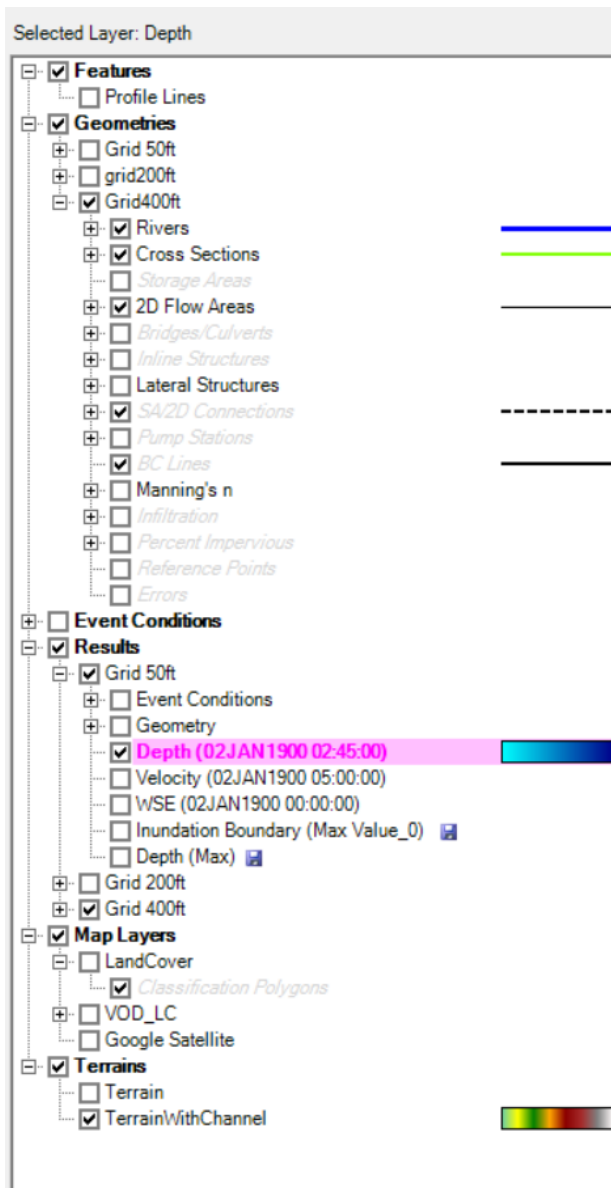 Selected Layer: Depth
Features
Profile Lines
Geometries
Grid 50ft
grid200ft
Grid400ft
Rivers
Cross Sections
Storage Areas
2D Flow Areas
Bridges/Culverts
Inline Structures
Lateral Structures
SA/2D Connections
Pump Stations
BC Lines
Manning's n
Infiltration
Percent Impervious
Reference Points
Errors
Event Conditions
Results
Grid 50ft
Event Conditions
Geometry
Depth (02JAN1900 02:45:00)
Velocity (02JAN1900 05:00:00)
WSE (02JAN1900 00:00:00)
Inundation Boundary (Max Value_0)
Depth (Max)
Grid 200ft
Grid 400ft
Map Layers
LandCover
Classification Polygons
VOD_LC
Google Satellite
Terrains
Terrain
TerrainWithChannel